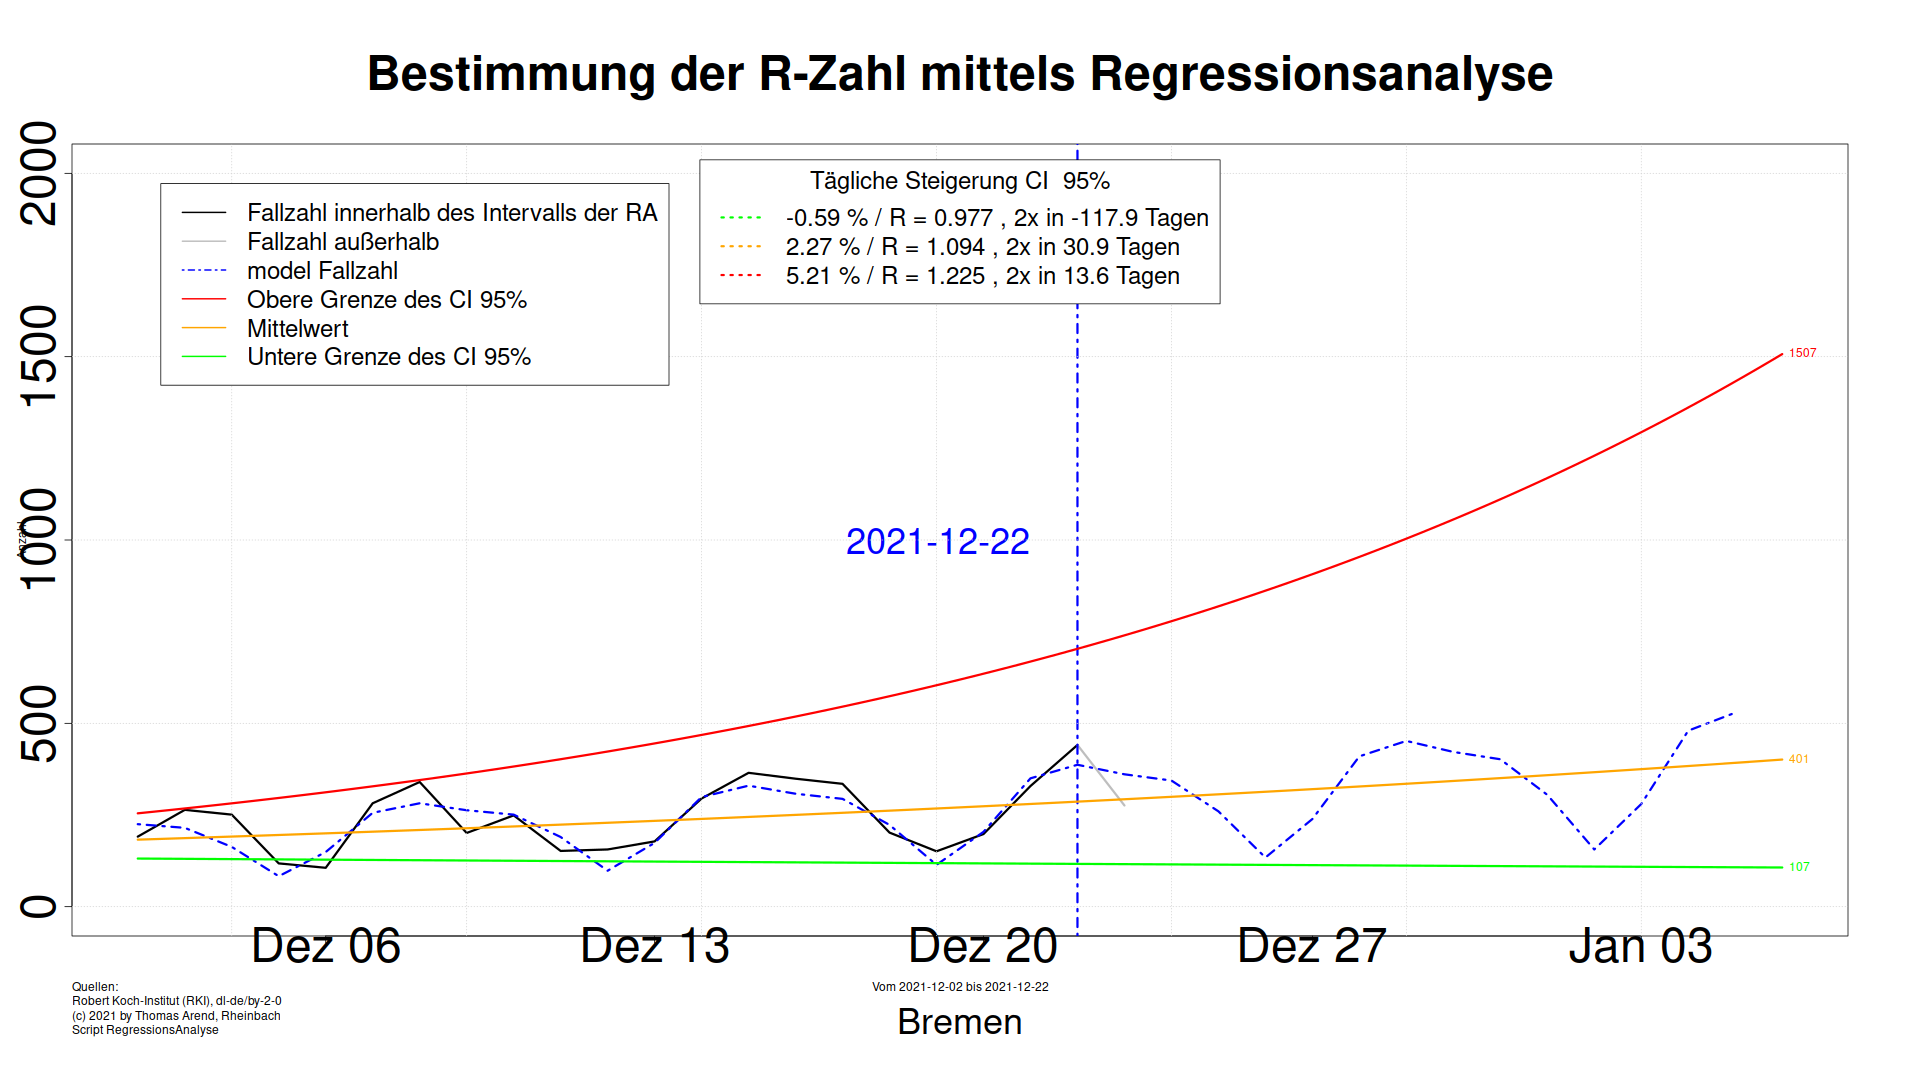 Bestimmung der R-Zahl mittels Regressionsanalyse
Fallzahl innerhalb des Intervalls der RA
Fallzahl außerhalb
model Fallzahl
Obere Grenze des CI 95%
Mittelwert
Untere Grenze des CI 95%
Tägliche Steigerung CI  95%
-0.59 % / R = 0.977 , 2x in -117.9 Tagen
2.27 % / R = 1.094 , 2x in 30.9 Tagen
5.21 % / R = 1.225 , 2x in 13.6 Tagen
2000
1500
1000
500
0
Anzahl
2021-12-22
1507
401
107
Dez 06
Dez 13
Dez 20
Dez 27
Jan 03
Quellen:
Robert Koch-Institut (RKI), dl-de/by-2-0
(c) 2021 by Thomas Arend, Rheinbach
Script RegressionsAnalyse
Vom 2021-12-02 bis 2021-12-22
Bremen